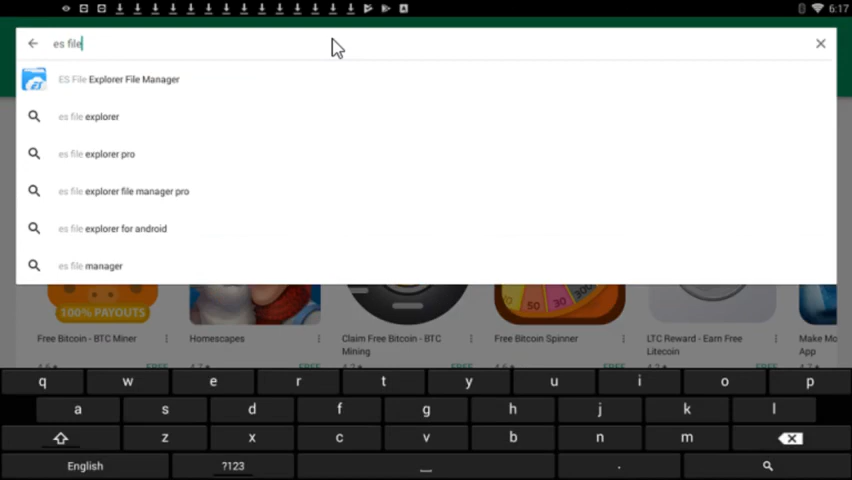 6:17
es file
ES File Explorer File Manager
es file explorer
es file explorer pro
es file explorer file manager pro
es file explorer for android
es file manager
100% PAYOUTS
50 30 300
Free Bitcoin - BTC Miner
Homescapes
Claim Free Bitcoin - BTC Mining
Free Bitcoin Spinner
LTC Reward - Earn Free Litecoin
Make Mo
App
FREE FREE FREE FREE FREE
q w e r t y u i o p
a s d f g h j k l
z x c v b n m
English ?123 .